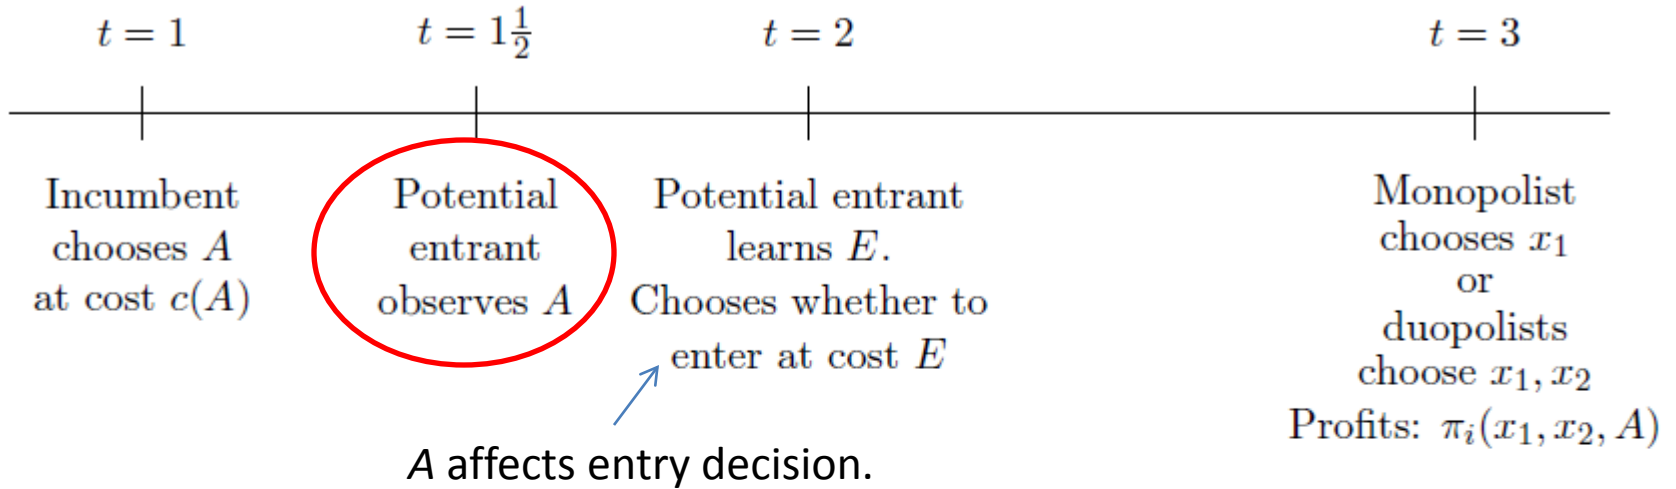 t = 1
t = 1½
t = 2
t = 3
Incumbent
chooses A
at cost c(A)
Potential
entrant
observes A
Potential entrant
learns E.
Chooses whether to
enter at cost E
Monopolist
chooses x₁
or
duopolists
choose x₁, x₂
Profits: πᵢ(x₁, x₂, A)
A affects entry decision.